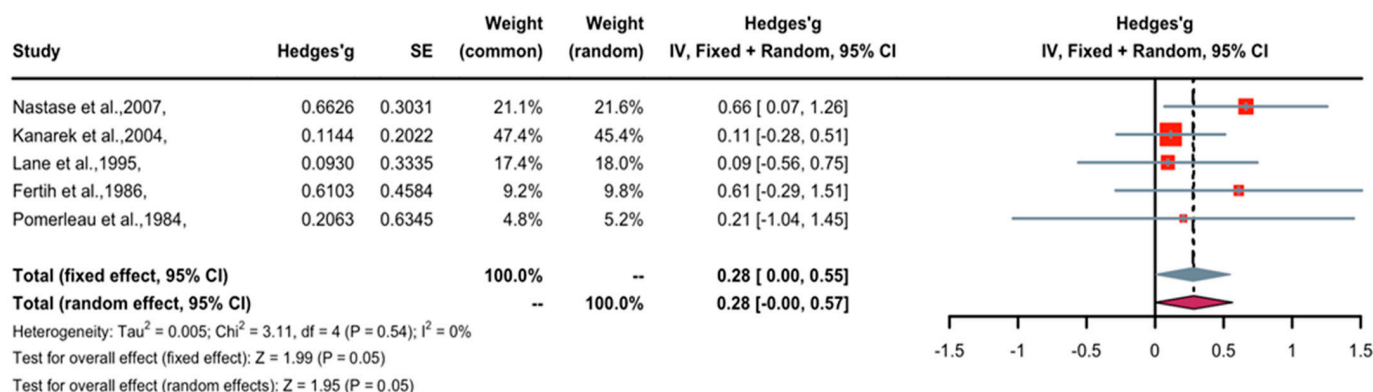 Weight Weight Hedges'g Hedges'g
Study Hedges'g SE (common) (random) IV, Fixed + Random, 95% CI IV, Fixed + Random, 95% CI
Nastase et al.,2007, 0.6626 0.3031 21.1% 21.6% 0.66 [ 0.07, 1.26]
Kanarek et al.,2004, 0.1144 0.2022 47.4% 45.4% 0.11 [-0.28, 0.51]
Lane et al.,1995, 0.0930 0.3335 17.4% 18.0% 0.09 [-0.56, 0.75]
Fertih et al.,1986, 0.6103 0.4584 9.2% 9.8% 0.61 [-0.29, 1.51]
Pomerleau et al.,1984, 0.2063 0.6345 4.8% 5.2% 0.21 [-1.04, 1.45]
Total (fixed effect, 95% CI) 100.0% -- 0.28 [ 0.00, 0.55]
Total (random effect, 95% CI) -- 100.0% 0.28 [-0.00, 0.57]
Heterogeneity: Tau² = 0.005; Chi² = 3.11, df = 4 (P = 0.54); I² = 0%
Test for overall effect (fixed effect): Z = 1.99 (P = 0.05)
-1.5 -1 -0.5 0 0.5 1 1.5
Test for overall effect (random effects): Z = 1.95 (P = 0.05)